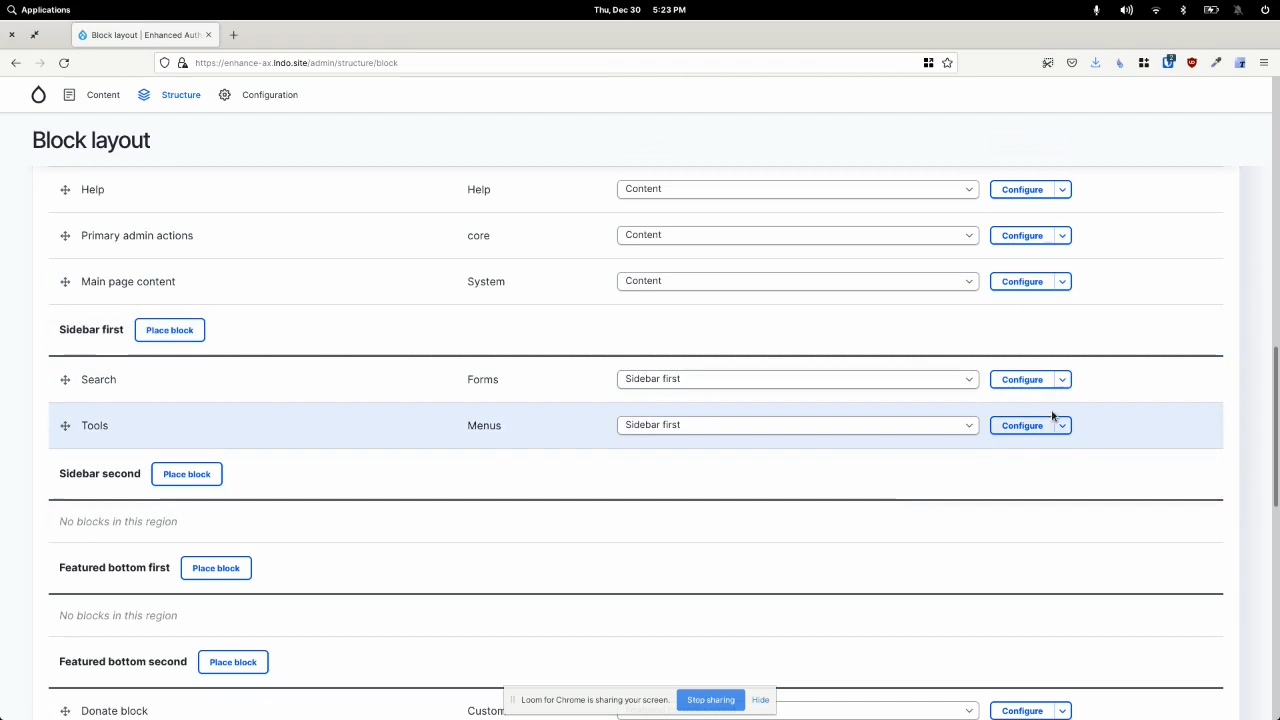 Applications
Thu, Dec 30 5:23 PM
Block layout | Enhanced Auth
https://enhance-ax.lndo.site/admin/structure/block
Content Structure Configuration
Block layout
Help Help Content Configure
Primary admin actions core Content Configure
Main page content System Content Configure
Sidebar first Place block
Search Forms Sidebar first Configure
Tools Menus Sidebar first Configure
Sidebar second Place block
No blocks in this region
Featured bottom first Place block
No blocks in this region
Featured bottom second Place block
Loom for Chrome is sharing your screen. Stop sharing Hide
Donate block Custom Configure